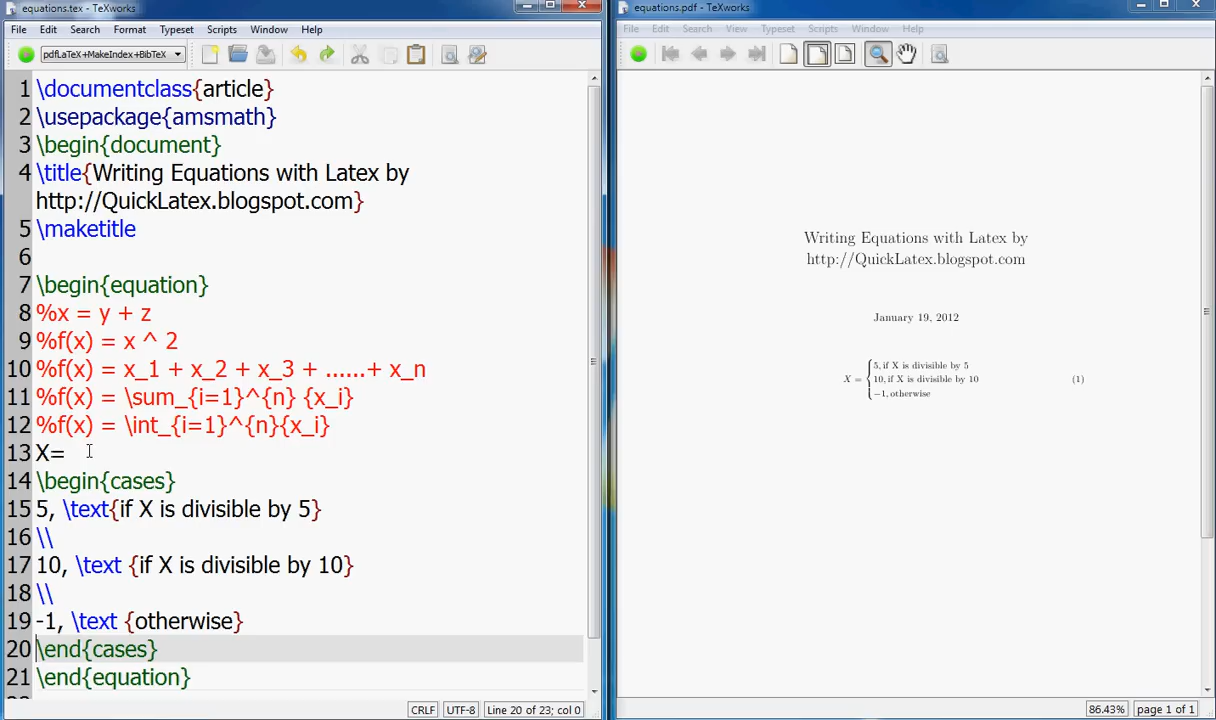 equations.tex - TeXworks
File Edit Search Format Typeset Scripts Window Help
pdfLaTeX+MakeIndex+BibTeX
1 \documentclass{article}
2 \usepackage{amsmath}
3 \begin{document}
4 \title{Writing Equations with Latex by
http://QuickLatex.blogspot.com}
5 \maketitle
6
7 \begin{equation}
8 %x = y + z
9 %f(x) = x ^ 2
10 %f(x) = x_1 + x_2 + x_3 + ......+ x_n
11 %f(x) = \sum_{i=1}^{n} {x_i}
12 %f(x) = \int_{i=1}^{n}{x_i}
13 X=
14 \begin{cases}
15 5, \text{if X is divisible by 5}
16 \\
17 10, \text {if X is divisible by 10}
18 \\
19 -1, \text {otherwise}
20 \end{cases}
21 \end{equation}
CRLF UTF-8 Line 20 of 23; col 0
equations.pdf - TeXworks
File Edit Search View Typeset Scripts Window Help
Writing Equations with Latex by
http://QuickLatex.blogspot.com
January 19, 2012
5, if X is divisible by 5
X = { 10, if X is divisible by 10 (1)
−1, otherwise
86.43% page 1 of 1